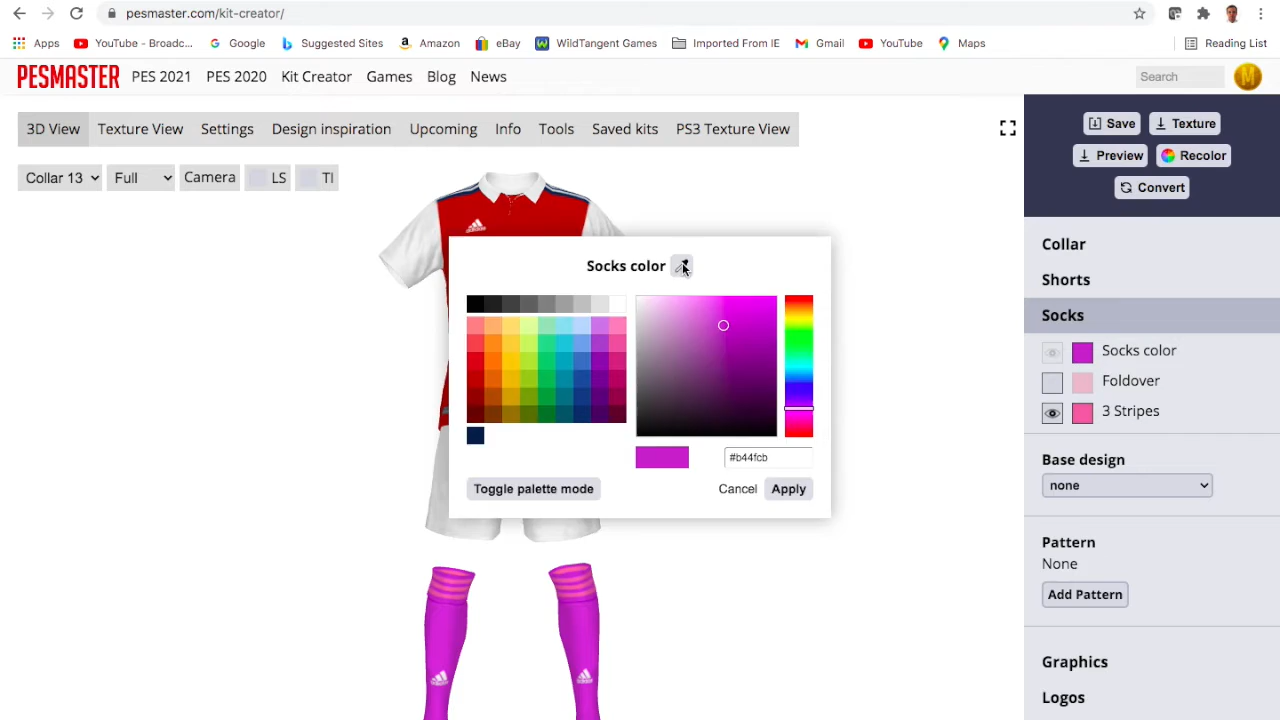 pesmaster.com/kit-creator/
Apps
YouTube - Broadc...
Google
Suggested Sites
Amazon
eBay
WildTangent Games
Imported From IE
Gmail
YouTube
Maps
Reading List
PESMASTER
PES 2021
PES 2020
Kit Creator
Games
Blog
News
Search
M
3D View
Texture View
Settings
Design inspiration
Upcoming
Info
Tools
Saved kits
PS3 Texture View
Save
Texture
Preview
Recolor
Convert
Collar 13
Full
Camera
LS
TI
Collar
Shorts
Socks
Socks color
Foldover
3 Stripes
Base design
none
Pattern
None
Add Pattern
Graphics
Logos
Socks color
#b44fcb
Toggle palette mode
Cancel
Apply